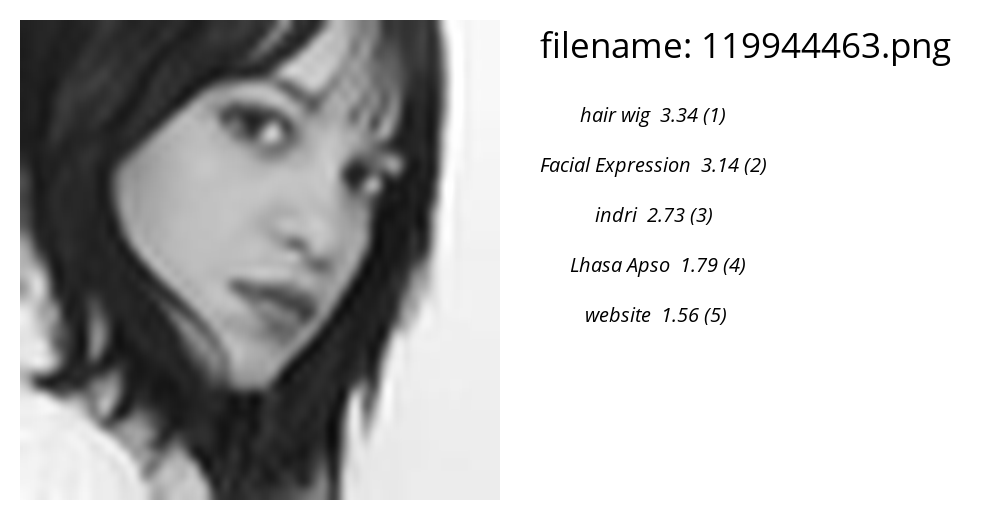 filename: 119944463.png
hair wig 3.34 (1)
Facial Expression 3.14 (2)
indri 2.73 (3)
Lhasa Apso 1.79 (4)
website 1.56 (5)